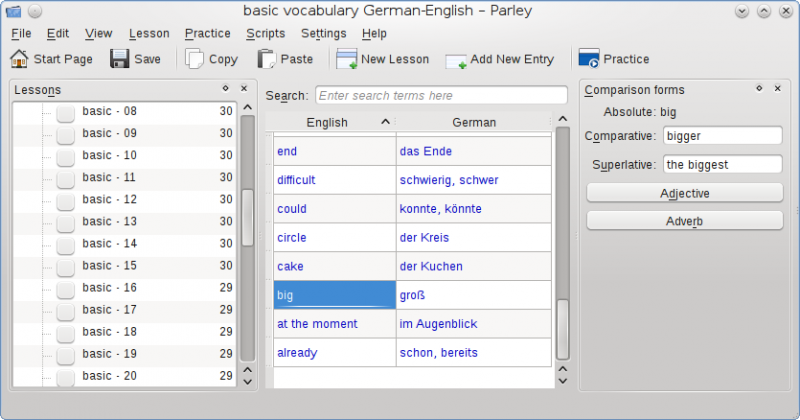 basic vocabulary German-English – Parley
File Edit View Lesson Practice Scripts Settings Help
Start Page Save Copy Paste New Lesson Add New Entry Practice
Lessons
basic - 08 30
basic - 09 30
basic - 10 30
basic - 11 30
basic - 12 30
basic - 13 30
basic - 14 30
basic - 15 30
basic - 16 29
basic - 17 29
basic - 18 29
basic - 19 29
basic - 20 29
Search: Enter search terms here
English German
end das Ende
difficult schwierig, schwer
could konnte, könnte
circle der Kreis
cake der Kuchen
big groß
at the moment im Augenblick
already schon, bereits
Comparison forms
Absolute: big
Comparative: bigger
Superlative: the biggest
Adjective
Adverb